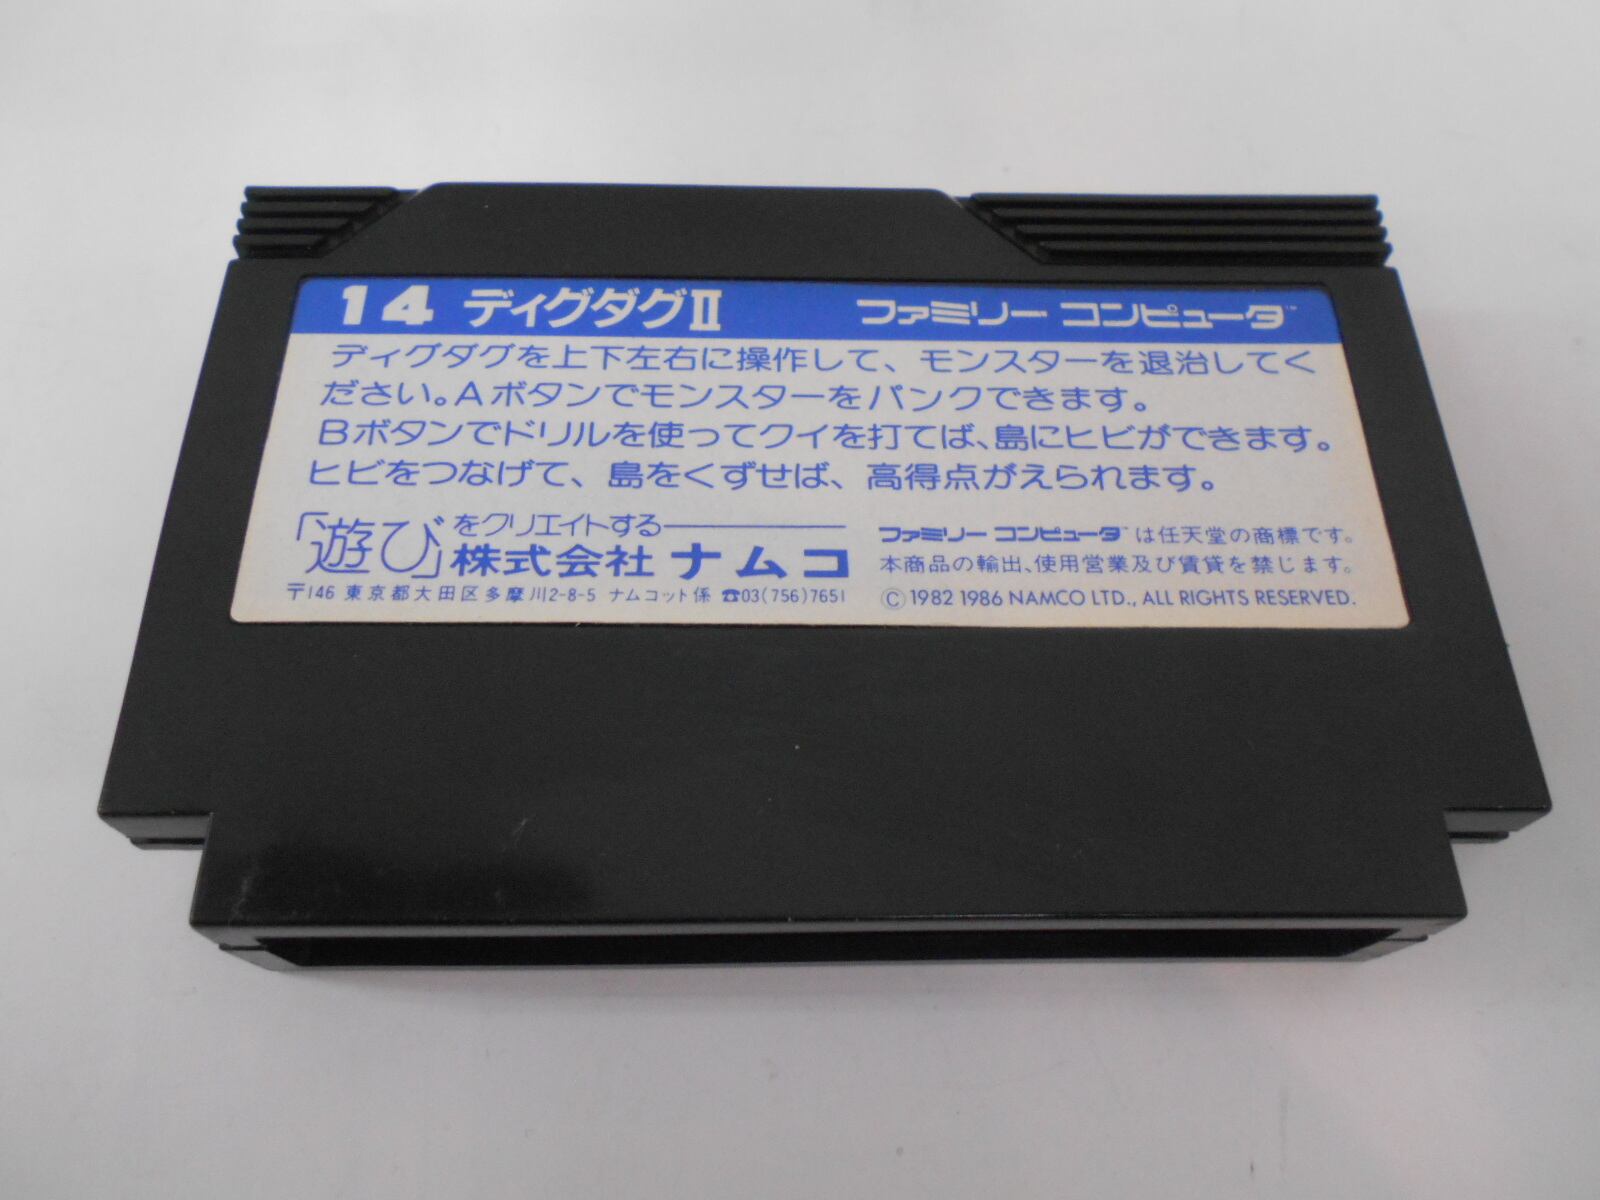 14 ディグダグII ファミリー コンピュータ™
ディグダグを上下左右に操作して、モンスターを退治してく
ださい。Aボタンでモンスターをパンクできます。
Bボタンでドリルを使ってクイを打てば、島にヒビができます。
ヒビをつなげて、島をくずせば、高得点がえられます。
「遊び」をクリエイトする
株式会社 ナムコ
〒146 東京都大田区多摩川2-8-5 ナムコット係 ☎03(756)7651
ファミリー コンピュータ™は任天堂の商標です。
本商品の輸出、使用営業及び賃貸を禁じます。
©1982 1986 NAMCO LTD., ALL RIGHTS RESERVED.